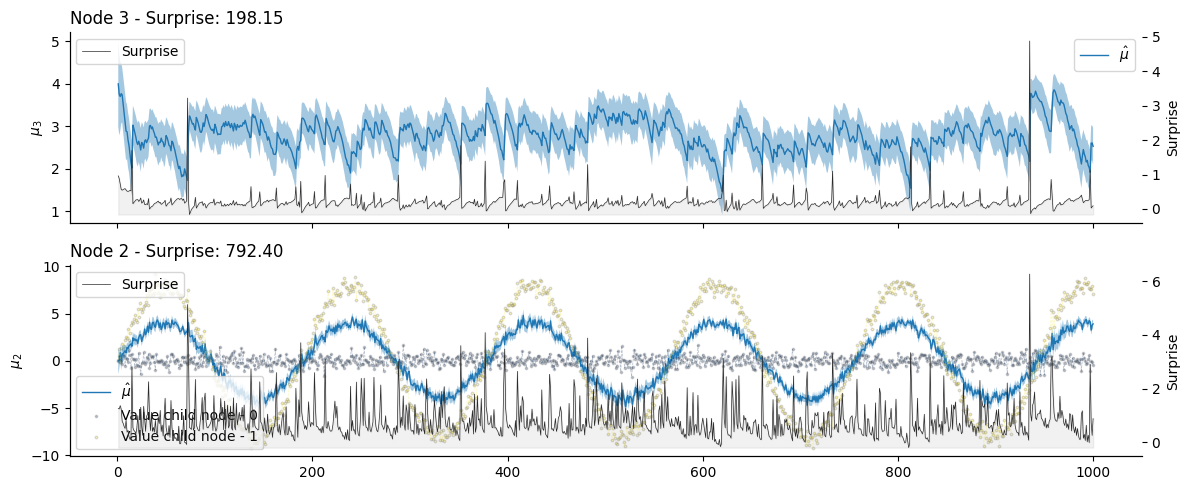 Node 3 - Surprise: 198.15
5
4
3
2
1
μ3
Surprise
μ̂
5
4
3
2
1
0
Surprise
Node 2 - Surprise: 792.40
10
5
0
−5
−10
μ2
Surprise
μ̂
Value child node - 0
Value child node - 1
6
4
2
0
Surprise
0 200 400 600 800 1000